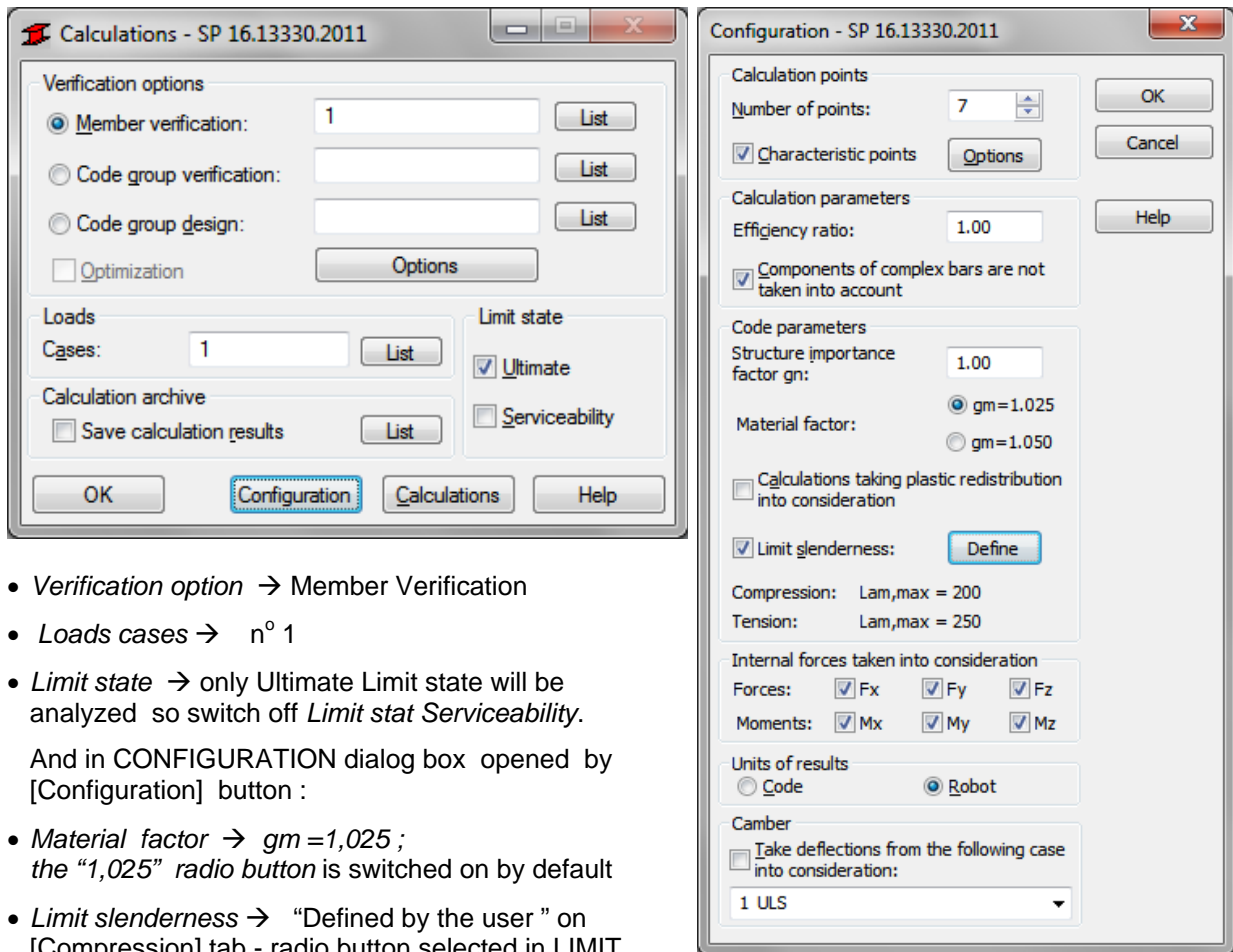 Calculations - SP 16.13330.2011
Verification options
Member verification: 1 List
Code group verification: List
Code group design: List
Optimization Options
Loads
Cases: 1 List
Limit state
Ultimate
Serviceability
Calculation archive
Save calculation results List
OK Configuration Calculations Help
• Verification option → Member Verification
• Loads cases → nº 1
• Limit state → only Ultimate Limit state will be
analyzed so switch off Limit stat Serviceability.
And in CONFIGURATION dialog box opened by
[Configuration] button :
• Material factor → gm =1,025 ;
the “1,025” radio button is switched on by default
• Limit slenderness → “Defined by the user ” on
[Compression] tab - radio button selected in LIMIT
Configuration - SP 16.13330.2011
Calculation points
Number of points: 7
Characteristic points Options
OK
Cancel
Help
Calculation parameters
Efficiency ratio: 1.00
Components of complex bars are not
taken into account
Code parameters
Structure importance
factor gn: 1.00
Material factor:
gm=1.025
gm=1.050
Calculations taking plastic redistribution
into consideration
Limit slenderness: Define
Compression: Lam,max = 200
Tension: Lam,max = 250
Internal forces taken into consideration
Forces: Fx Fy Fz
Moments: Mx My Mz
Units of results
Code Robot
Camber
Take deflections from the following case
into consideration:
1 ULS